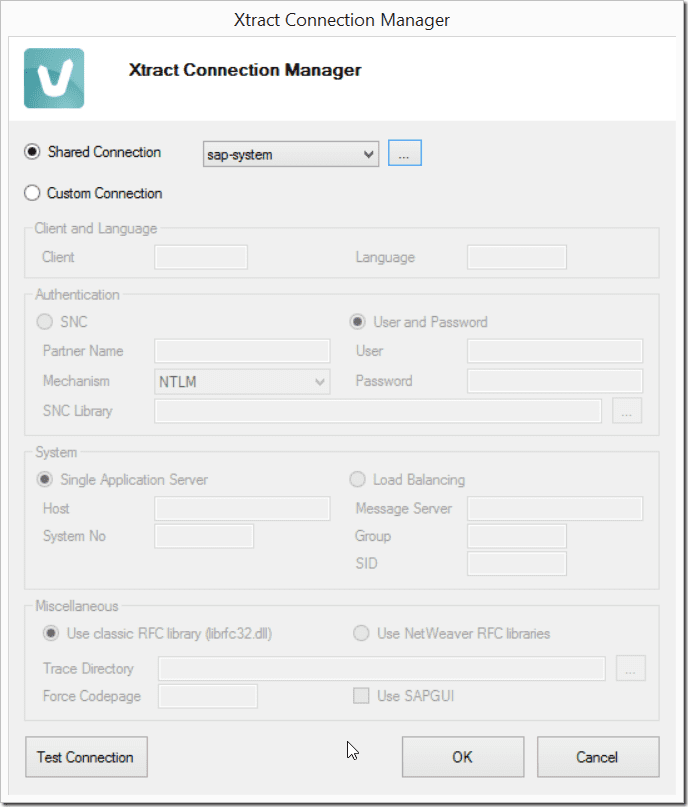 Xtract Connection Manager
Xtract Connection Manager
Shared Connection sap-system ...
Custom Connection
Client and Language
Client Language
Authentication
SNC User and Password
Partner Name User
Mechanism NTLM Password
SNC Library ...
System
Single Application Server Load Balancing
Host Message Server
System No Group
SID
Miscellaneous
Use classic RFC library (librfc32.dll) Use NetWeaver RFC libraries
Trace Directory ...
Force Codepage Use SAPGUI
Test Connection OK Cancel